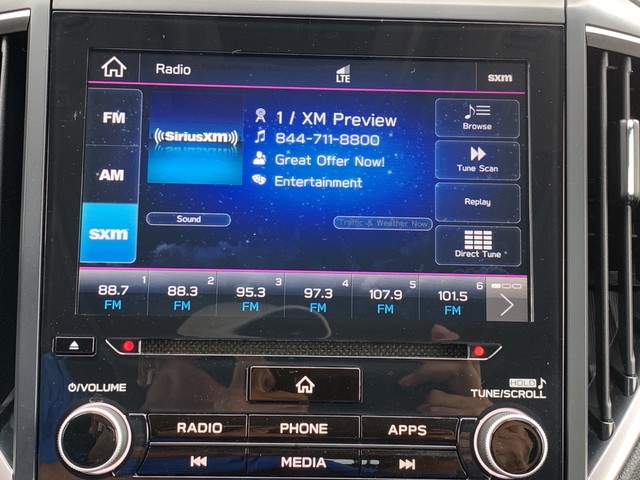 Radio
LTE
sxm
FM
AM
sxm
((SiriusXM))
1 / XM Preview
844-711-8800
Great Offer Now!
Entertainment
Browse
Tune Scan
Replay
Direct Tune
Sound
Traffic & Weather Now
1 2 3 4 5 6
88.7 88.3 95.3 97.3 107.9 101.5
FM FM FM FM FM FM
VOLUME
HOLD
TUNE/SCROLL
RADIO PHONE APPS
MEDIA